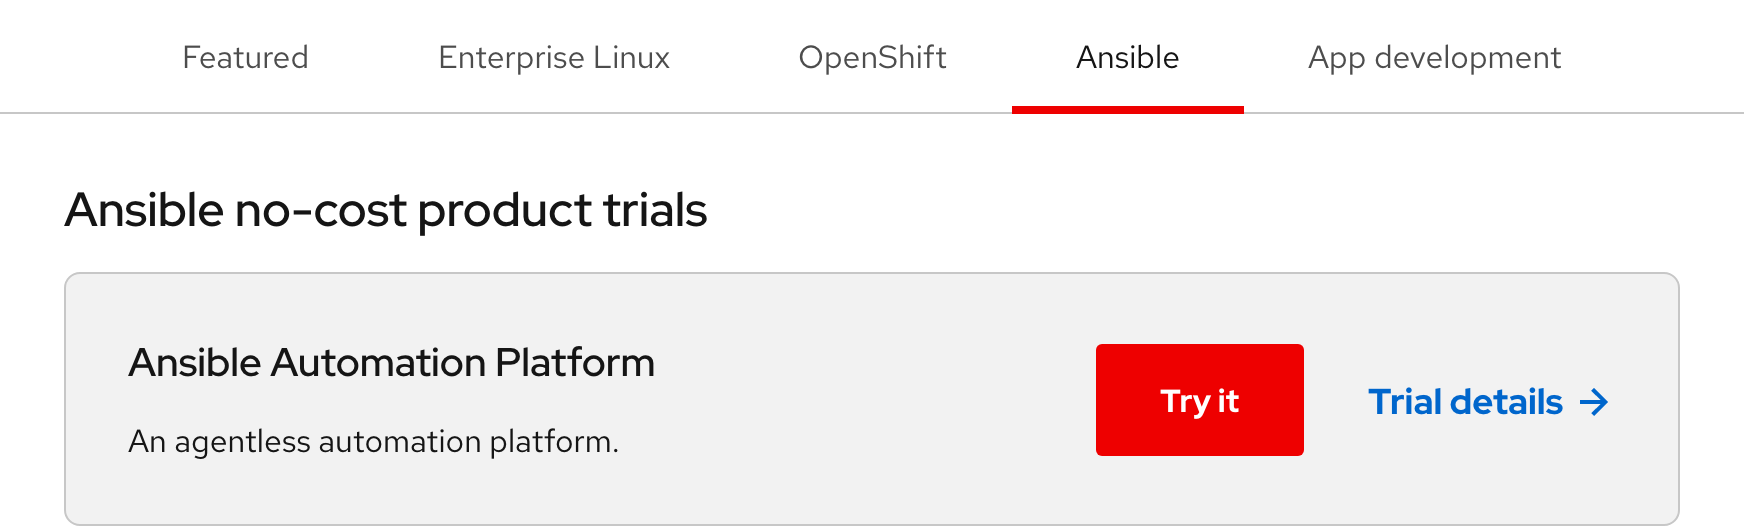 Featured Enterprise Linux OpenShift Ansible App development
Ansible no-cost product trials
Ansible Automation Platform
An agentless automation platform.
Try it
Trial details →